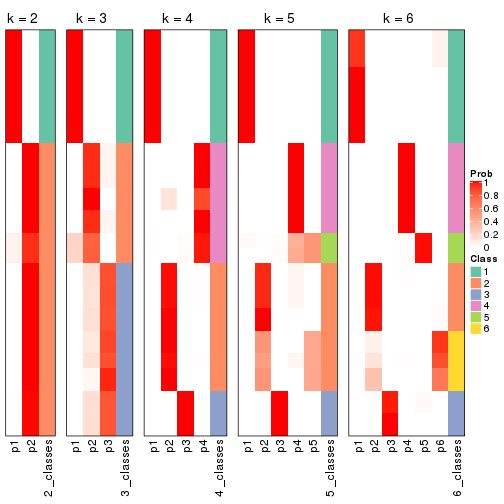 k = 2
k = 3
k = 4
k = 5
k = 6
p1
p2
2_classes
p1
p2
p3
3_classes
p1
p2
p3
p4
4_classes
p1
p2
p3
p4
p5
5_classes
p1
p2
p3
p4
p5
p6
6_classes
Prob
1
0.8
0.6
0.4
0.2
0
Class
1
2
3
4
5
6